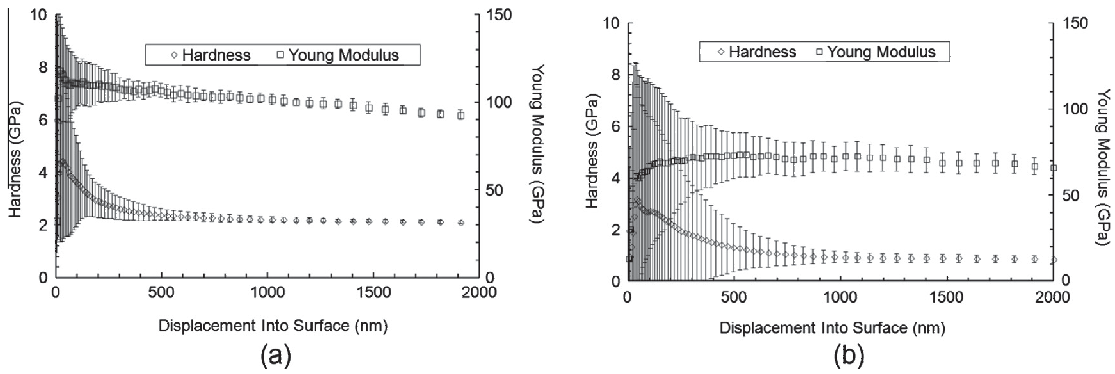 10
8
6
4
2
0
Hardness (GPa)
Hardness
Young Modulus
150
100
50
0
Young Modulus (GPa)
0 500 1000 1500 2000
Displacement Into Surface (nm)
(a)
10
8
6
4
2
0
Hardness (GPa)
Hardness
Young Modulus
150
100
50
0
Young Modulus (GPa)
0 500 1000 1500 2000
Displacement Into Surface (nm)
(b)